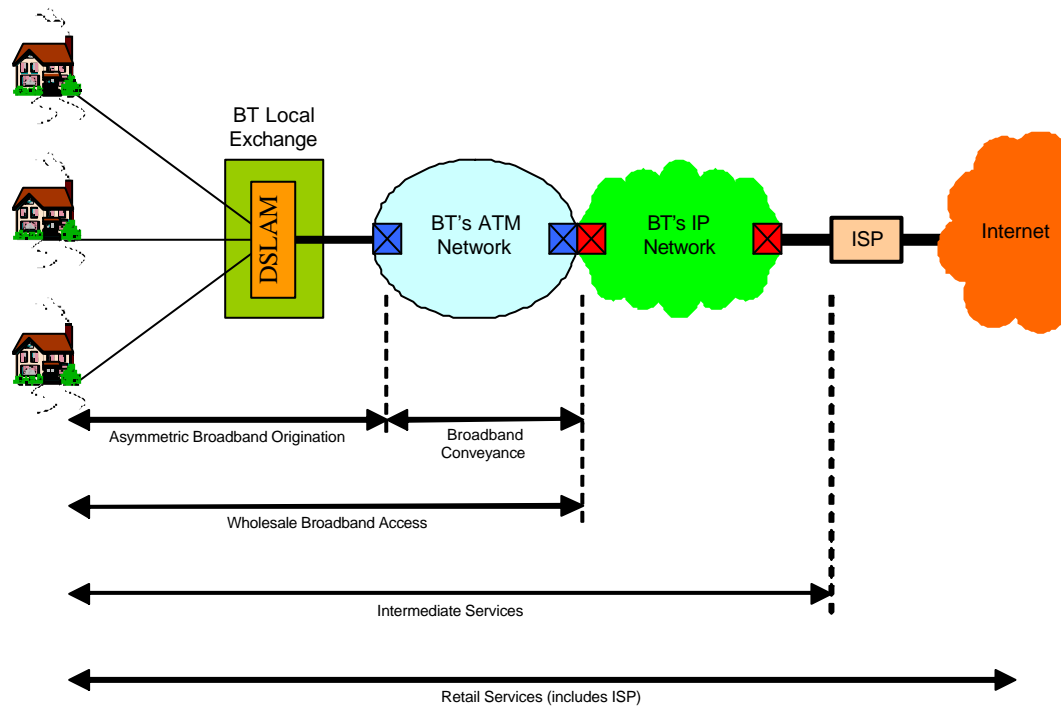 BT Local
Exchange
DSLAM
BT's ATM
Network
BT's IP
Network
ISP
Internet
Asymmetric Broadband Origination
Broadband
Conveyance
Wholesale Broadband Access
Intermediate Services
Retail Services (includes ISP)